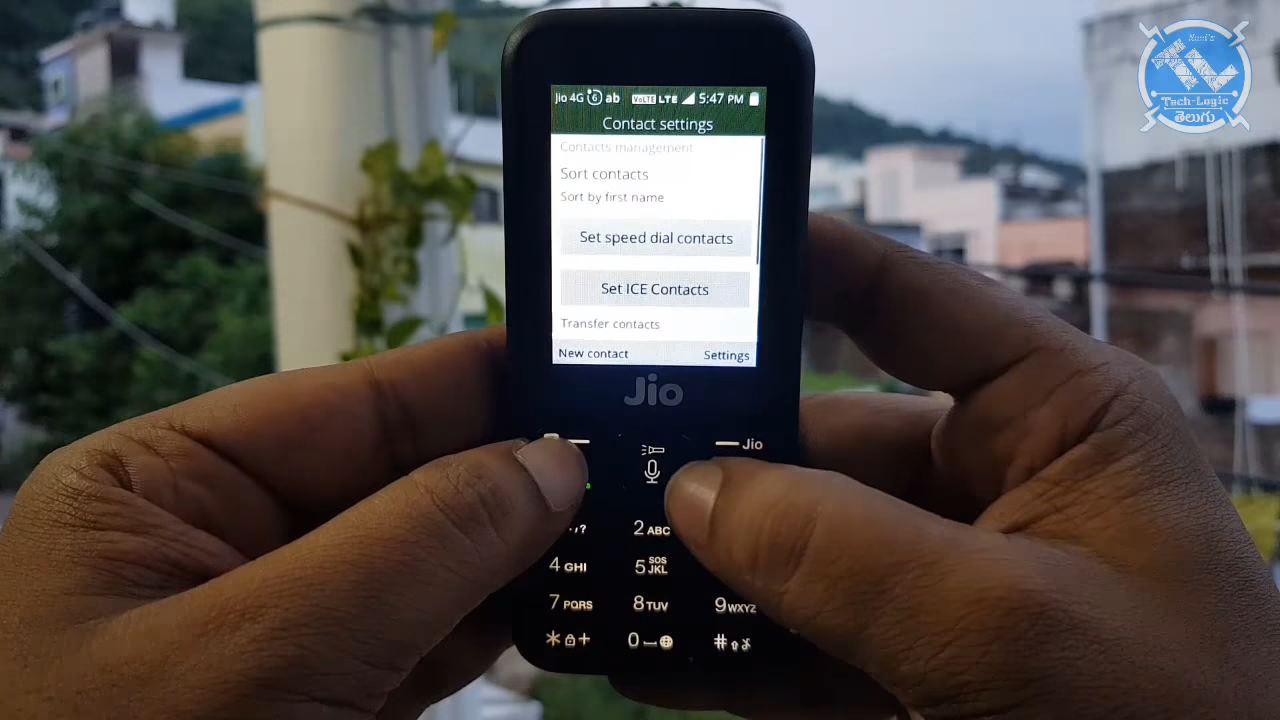 Jio 4G 6 ab VoLTE LTE 5:47 PM
Contact settings
Contacts management
Sort contacts
Sort by first name
Set speed dial contacts
Set ICE Contacts
Transfer contacts
New contact Settings
Jio
Jio
.,?
2 ABC
4 GHI
5 SOS JKL
7 PQRS
8 TUV
9 WXYZ
* +
0
#
Tech-Logic
తెలుగు